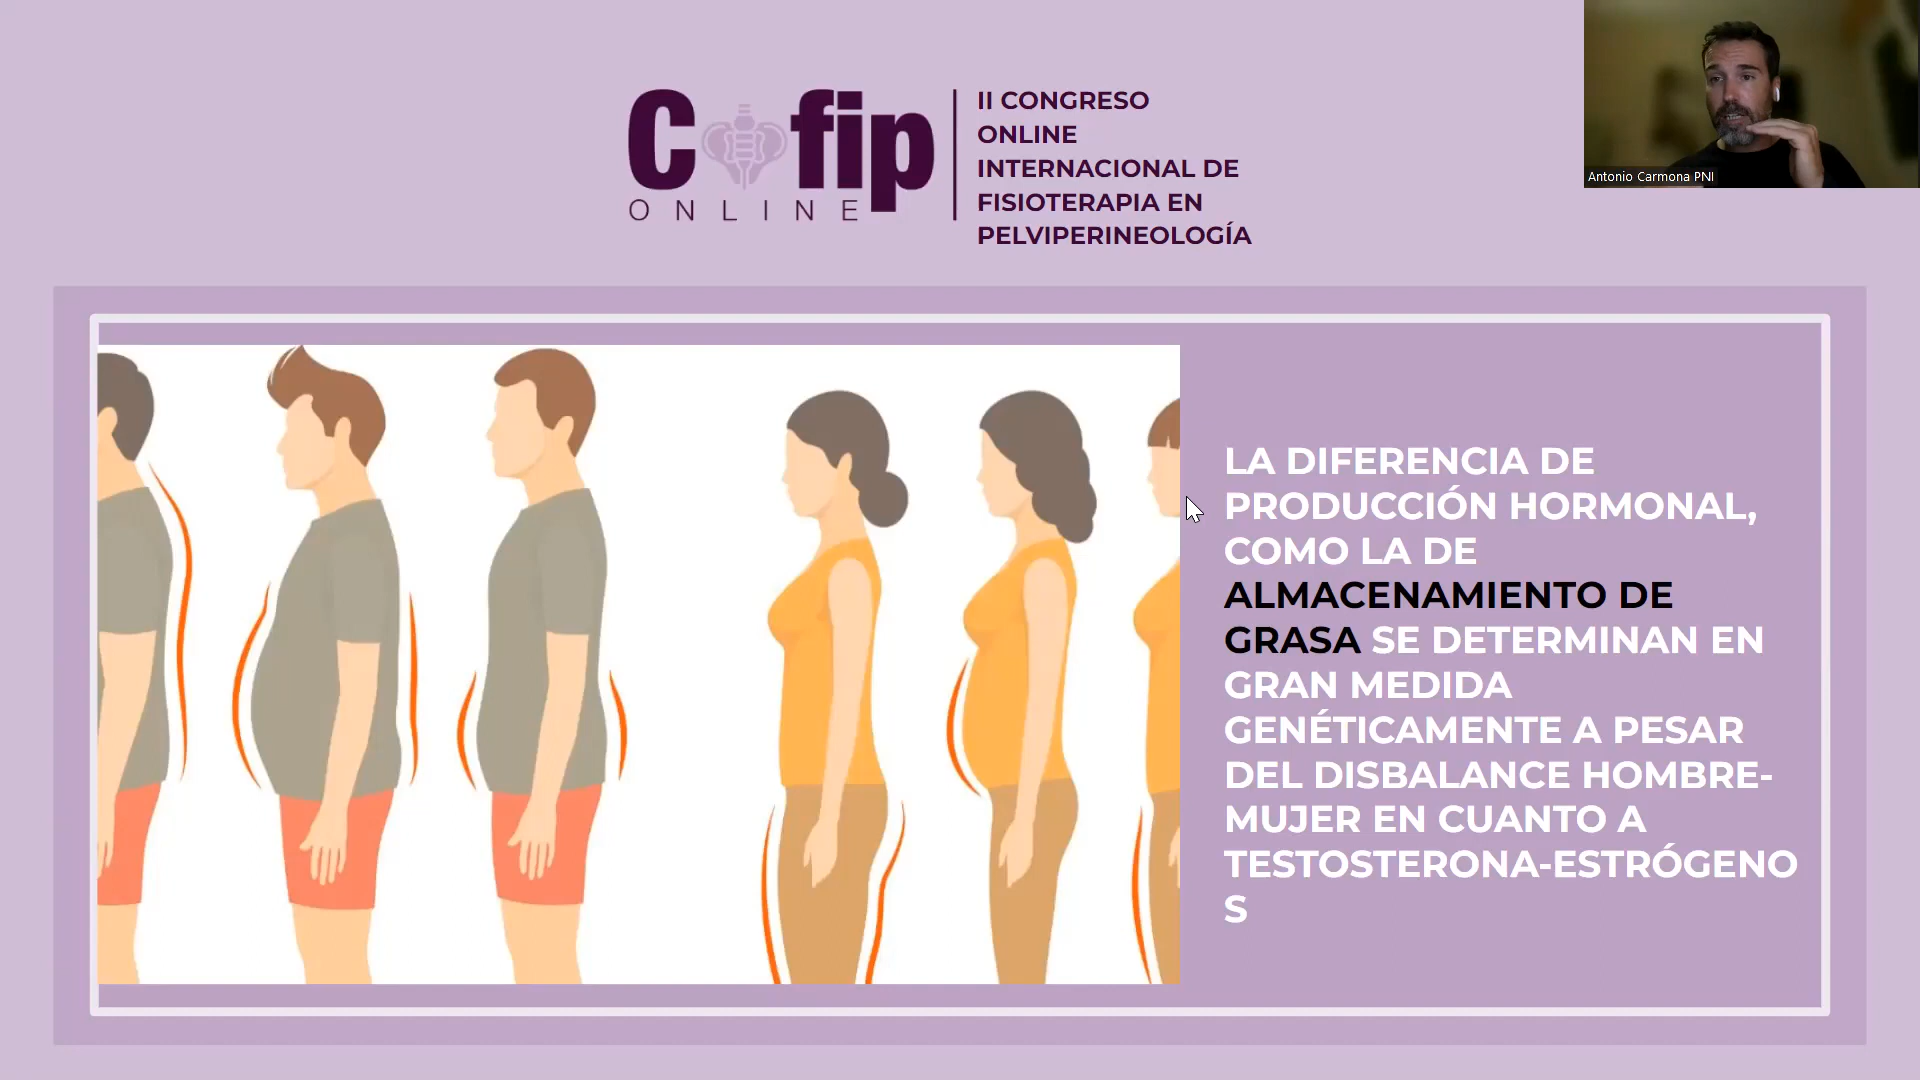 C fip
ONLINE
II CONGRESO
ONLINE
INTERNACIONAL DE
FISIOTERAPIA EN
PELVIPERINEOLOGÍA
Antonio Carmona PNI
LA DIFERENCIA DE
PRODUCCIÓN HORMONAL,
COMO LA DE
ALMACENAMIENTO DE
GRASA SE DETERMINAN EN
GRAN MEDIDA
GENÉTICAMENTE A PESAR
DEL DISBALANCE HOMBRE-
MUJER EN CUANTO A
TESTOSTERONA-ESTRÓGENO
S